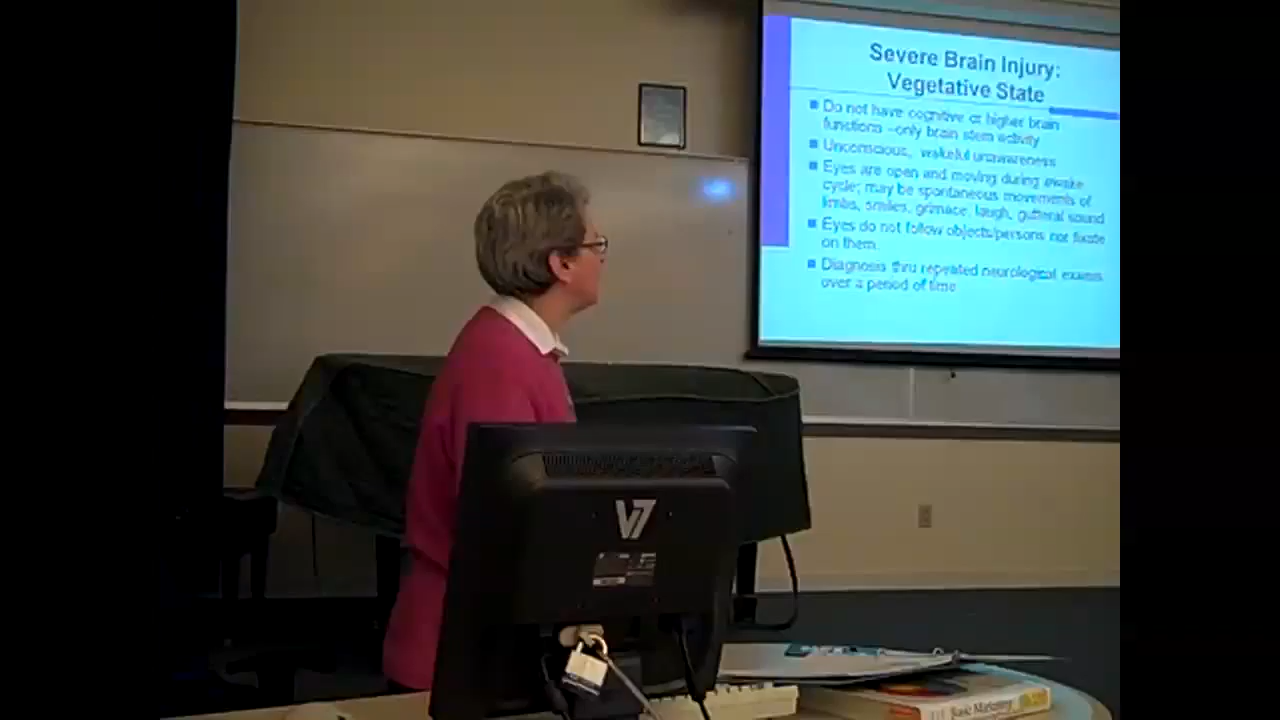 Severe Brain Injury:
Vegetative State
Do not have cognitive or higher brain
functions -only brain stem activity
Unconscious, wakeful unawareness
Eyes are open and moving during awake
cycle; may be spontaneous movements of
limbs, smiles, grimace, laugh, gutteral sound
Eyes do not follow objects/persons nor fixate
on them.
Diagnosis thru repeated neurological exams
over a period of time
V7
Basic Marketing